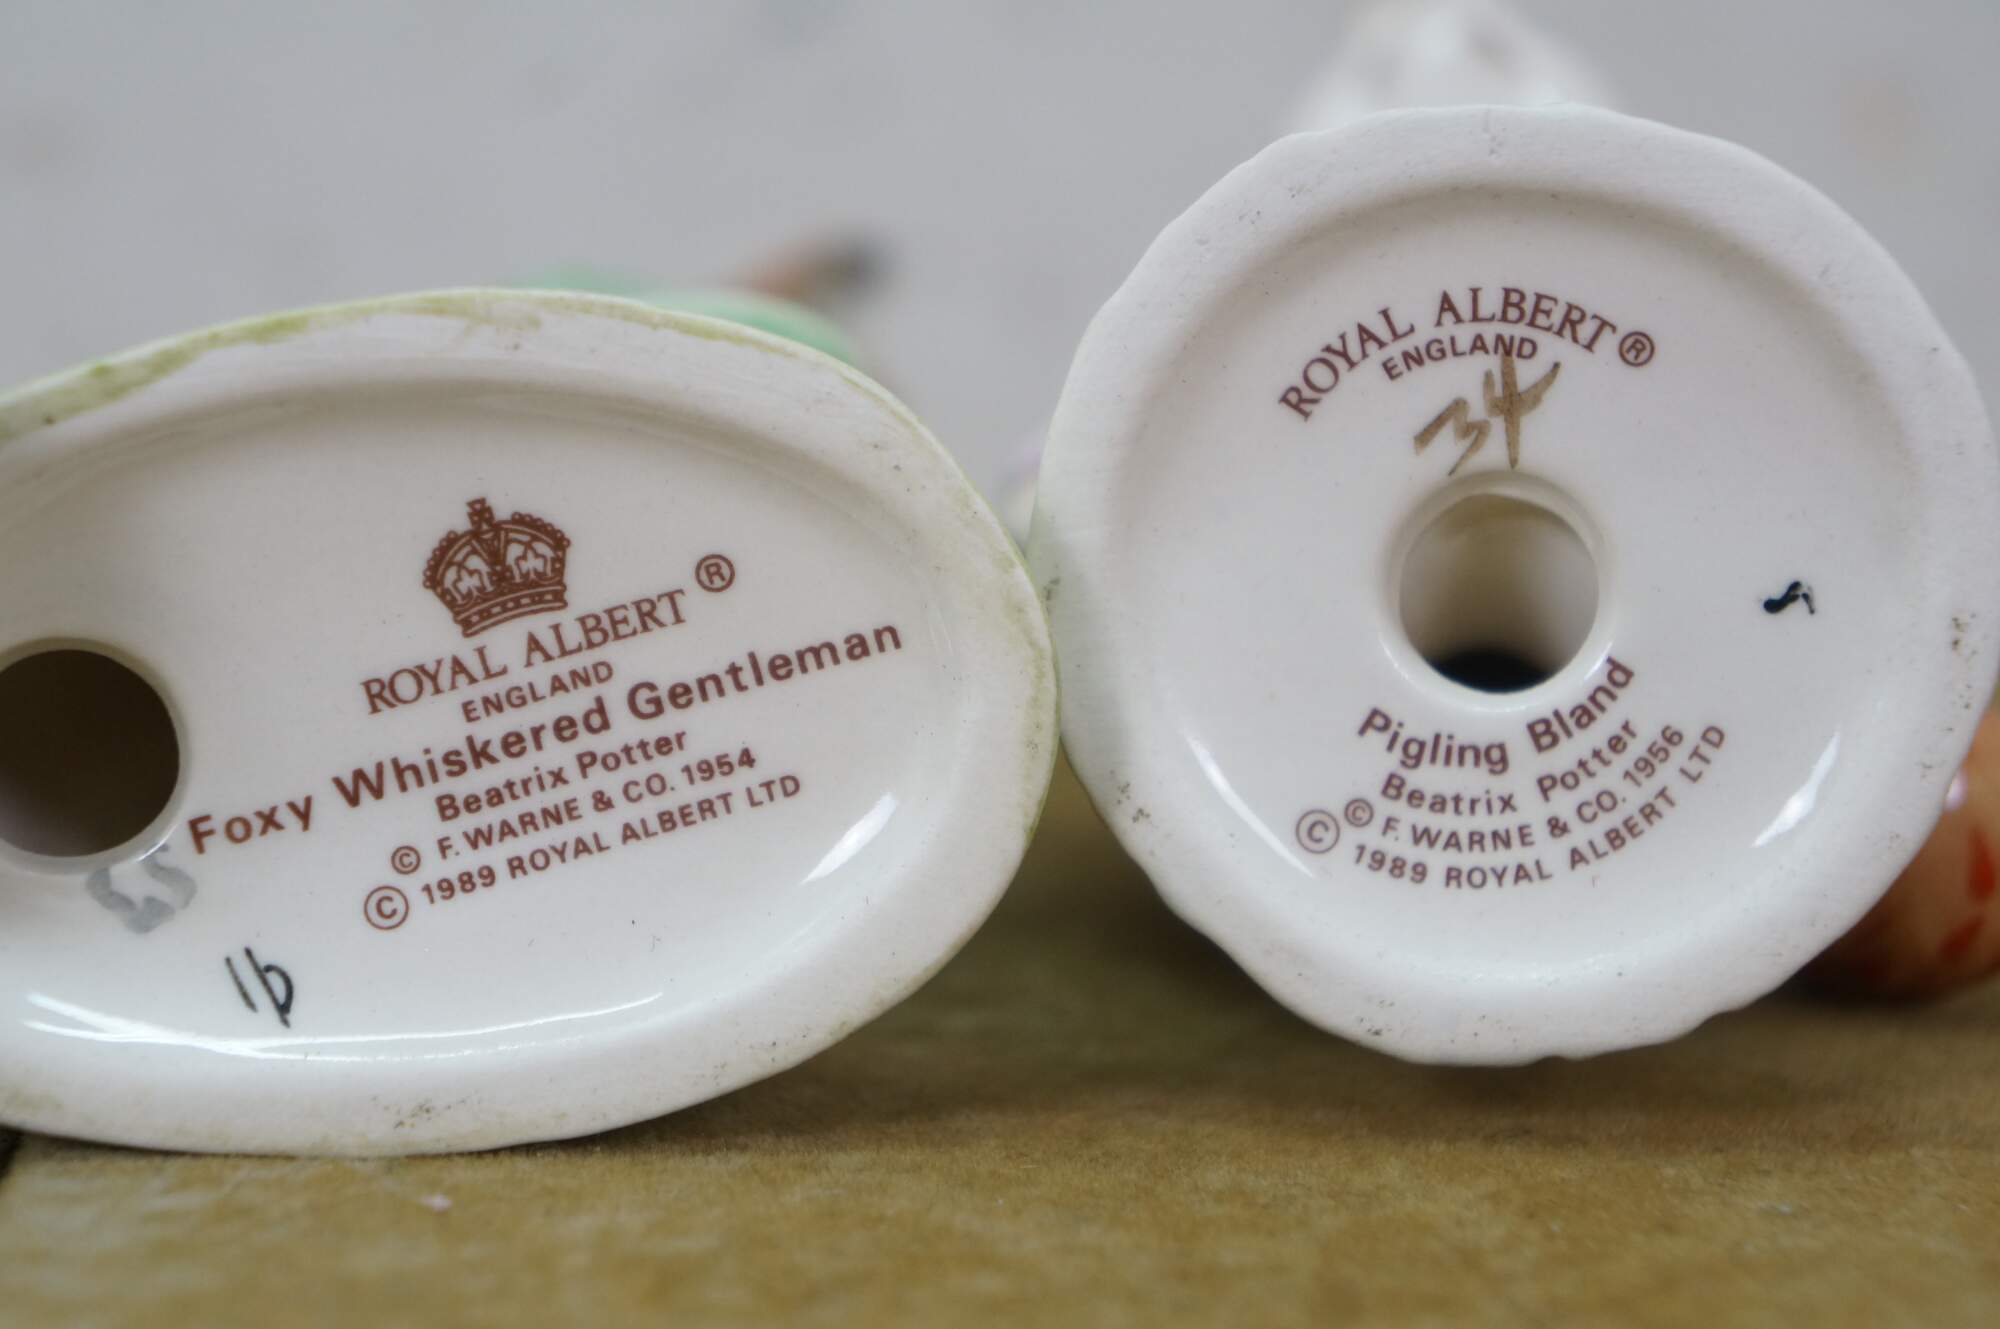 ROYAL ALBERT ®
ENGLAND
Foxy Whiskered Gentleman
Beatrix Potter
© F. WARNE & CO. 1954
© 1989 ROYAL ALBERT LTD
ROYAL ALBERT ®
ENGLAND
34
Pigling Bland
Beatrix Potter
© F. WARNE & CO. 1956
© 1989 ROYAL ALBERT LTD